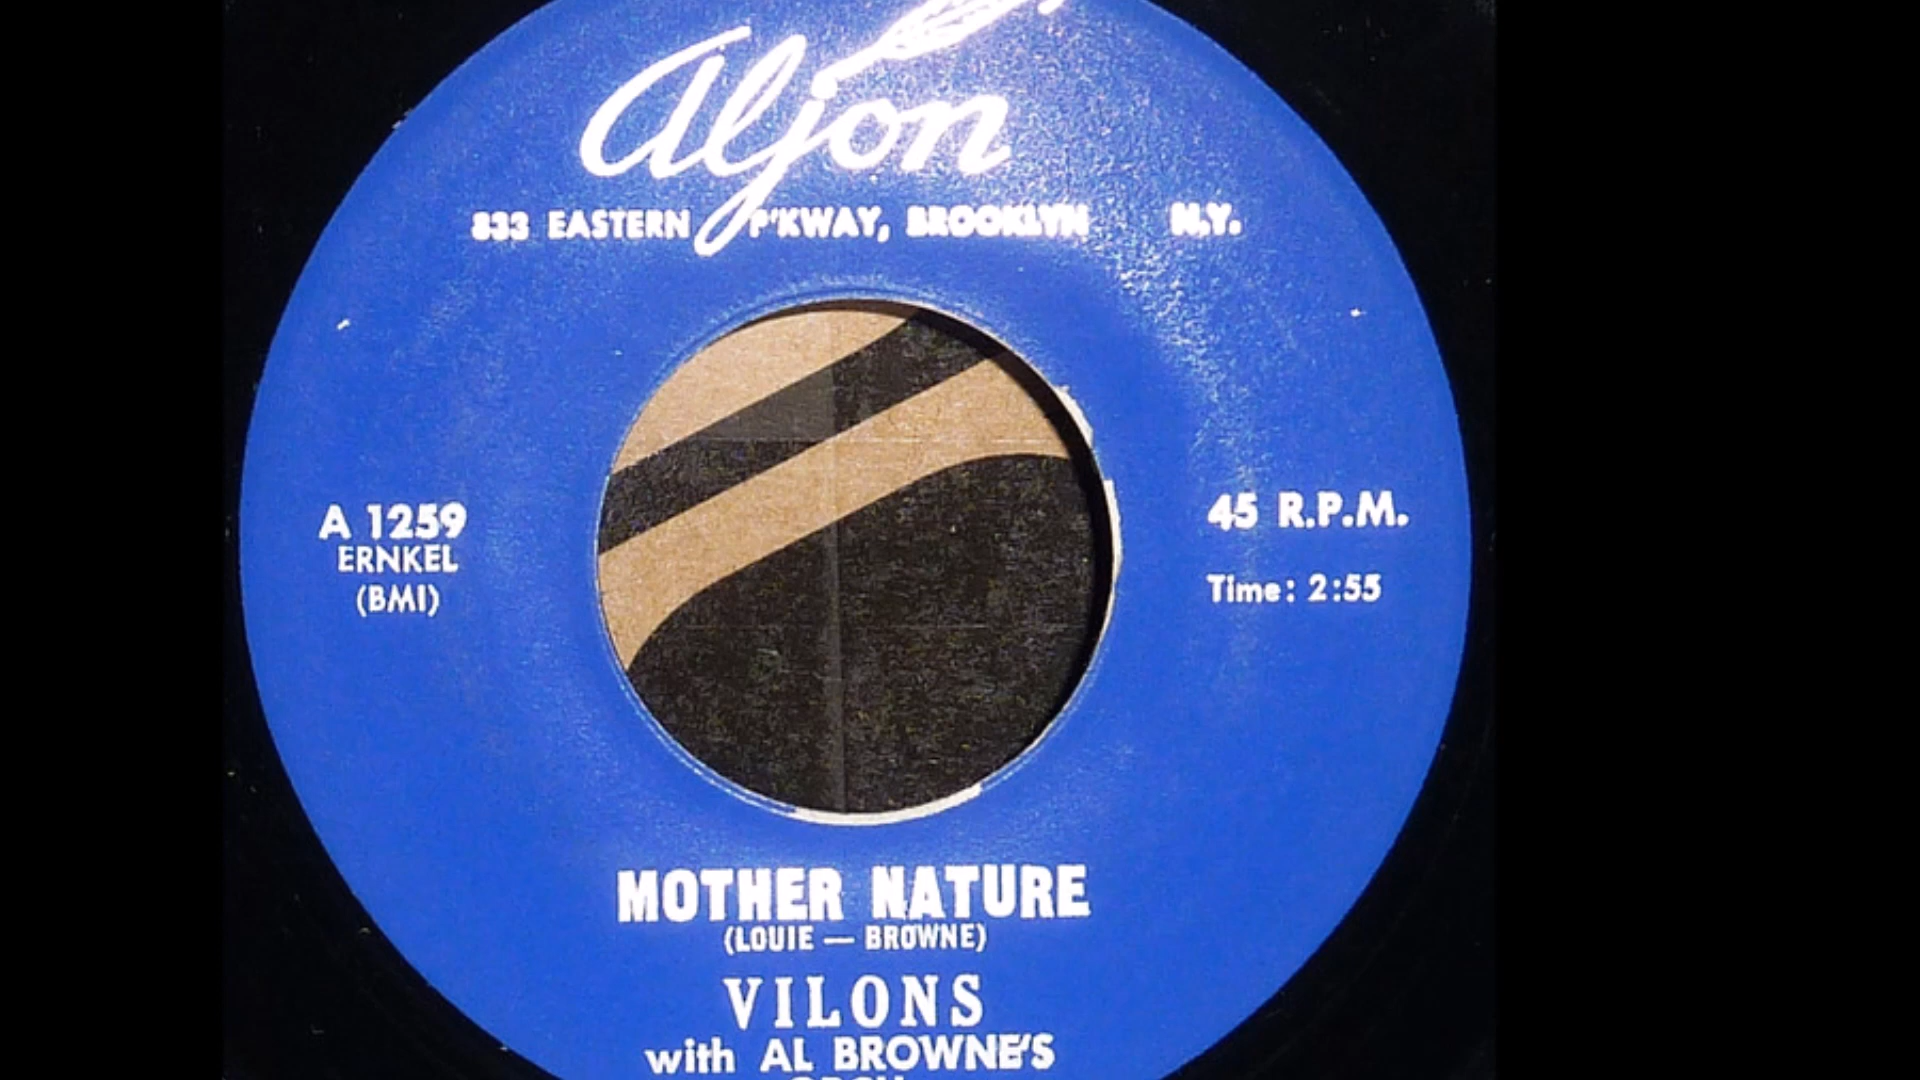 Aljon
833 EASTERN P'KWAY, BROOKLYN N.Y.
A 1259
ERNKEL
(BMI)
45 R.P.M.
Time: 2:55
MOTHER NATURE
(LOUIE — BROWNE)
VILONS
with AL BROWNE'S